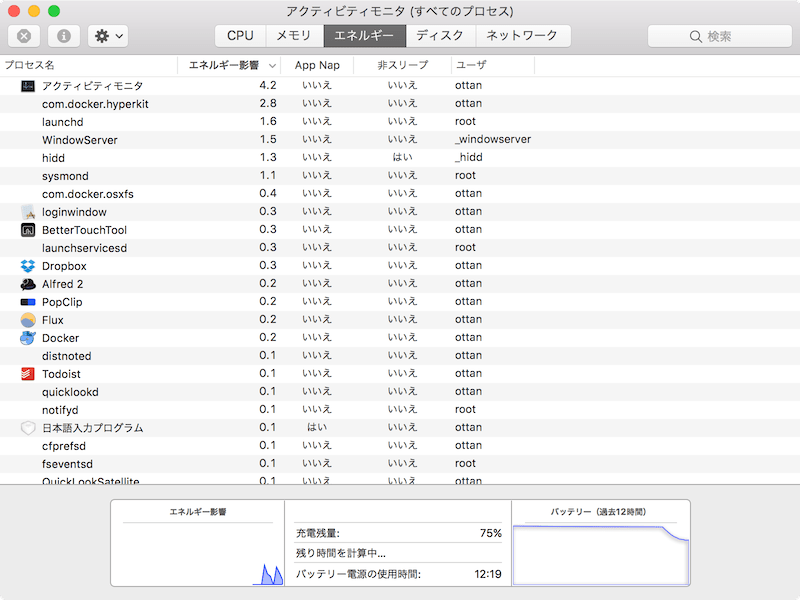 アクティビティモニタ (すべてのプロセス)
CPU メモリ エネルギー ディスク ネットワーク 検索
プロセス名 エネルギー影響 App Nap 非スリープ ユーザ
アクティビティモニタ 4.2 いいえ いいえ ottan
com.docker.hyperkit 2.8 いいえ いいえ ottan
launchd 1.6 いいえ いいえ root
WindowServer 1.5 いいえ いいえ _windowserver
hidd 1.3 いいえ はい _hidd
sysmond 1.1 いいえ いいえ root
com.docker.osxfs 0.4 いいえ いいえ ottan
loginwindow 0.3 いいえ いいえ ottan
BetterTouchTool 0.3 いいえ いいえ ottan
launchservicesd 0.3 いいえ いいえ root
Dropbox 0.3 いいえ いいえ ottan
Alfred 2 0.2 いいえ いいえ ottan
PopClip 0.2 いいえ いいえ ottan
Flux 0.2 いいえ いいえ ottan
Docker 0.2 いいえ いいえ ottan
distnoted 0.1 いいえ いいえ ottan
Todoist 0.1 いいえ いいえ ottan
quicklookd 0.1 いいえ いいえ ottan
notifyd 0.1 いいえ いいえ root
日本語入力プログラム 0.1 はい いいえ ottan
cfprefsd 0.1 いいえ いいえ ottan
fseventsd 0.1 いいえ いいえ root
QuickLookSatellite 0.1 いいえ いいえ ottan
エネルギー影響
充電残量: 75%
残り時間を計算中...
バッテリー電源の使用時間: 12:19
バッテリー（過去12時間）